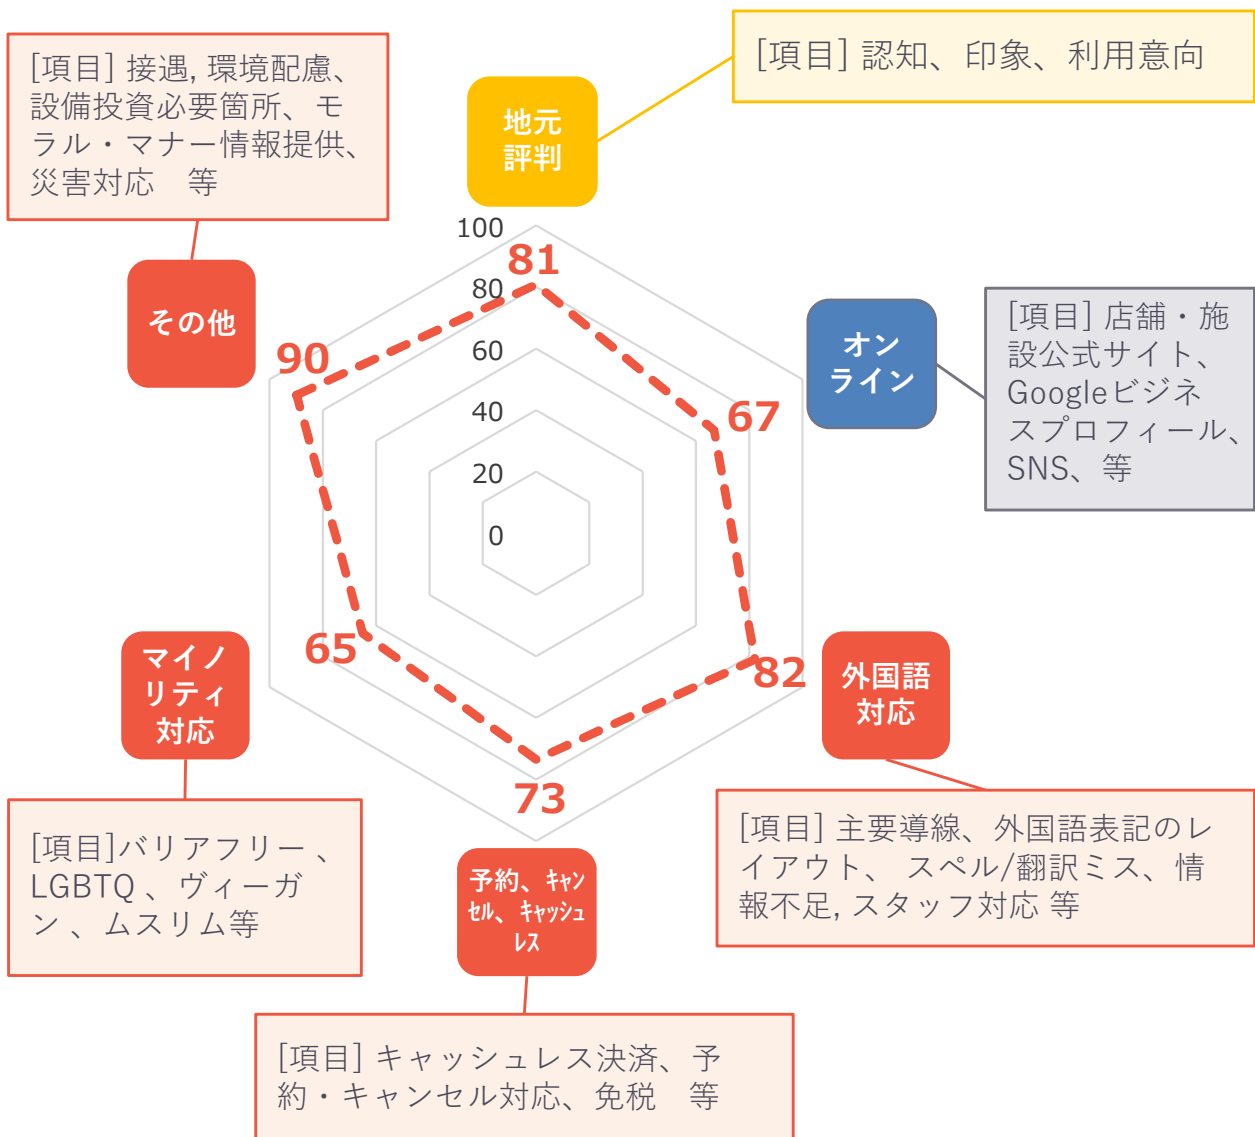 [項目] 接遇, 環境配慮、
設備投資必要箇所、モ
ラル・マナー情報提供、
災害対応　等
[項目] 認知、印象、利用意向
地元
評判
その他
オン
ライン
[項目] 店舗・施
設公式サイト、
Googleビジネ
スプロフィール、
SNS、等
100
80
60
40
20
0
81
67
82
73
65
90
マイノ
リティ
対応
外国語
対応
[項目]バリアフリー 、
LGBTQ 、ヴィーガ
ン 、ムスリム等
予約、ｷｬﾝ
ｾﾙ、ｷｬｯｼｭ
ﾚｽ
[項目] 主要導線、外国語表記のレ
イアウト、 スペル/翻訳ミス、情
報不足, スタッフ対応 等
[項目] キャッシュレス決済、予
約・キャンセル対応、免税　等